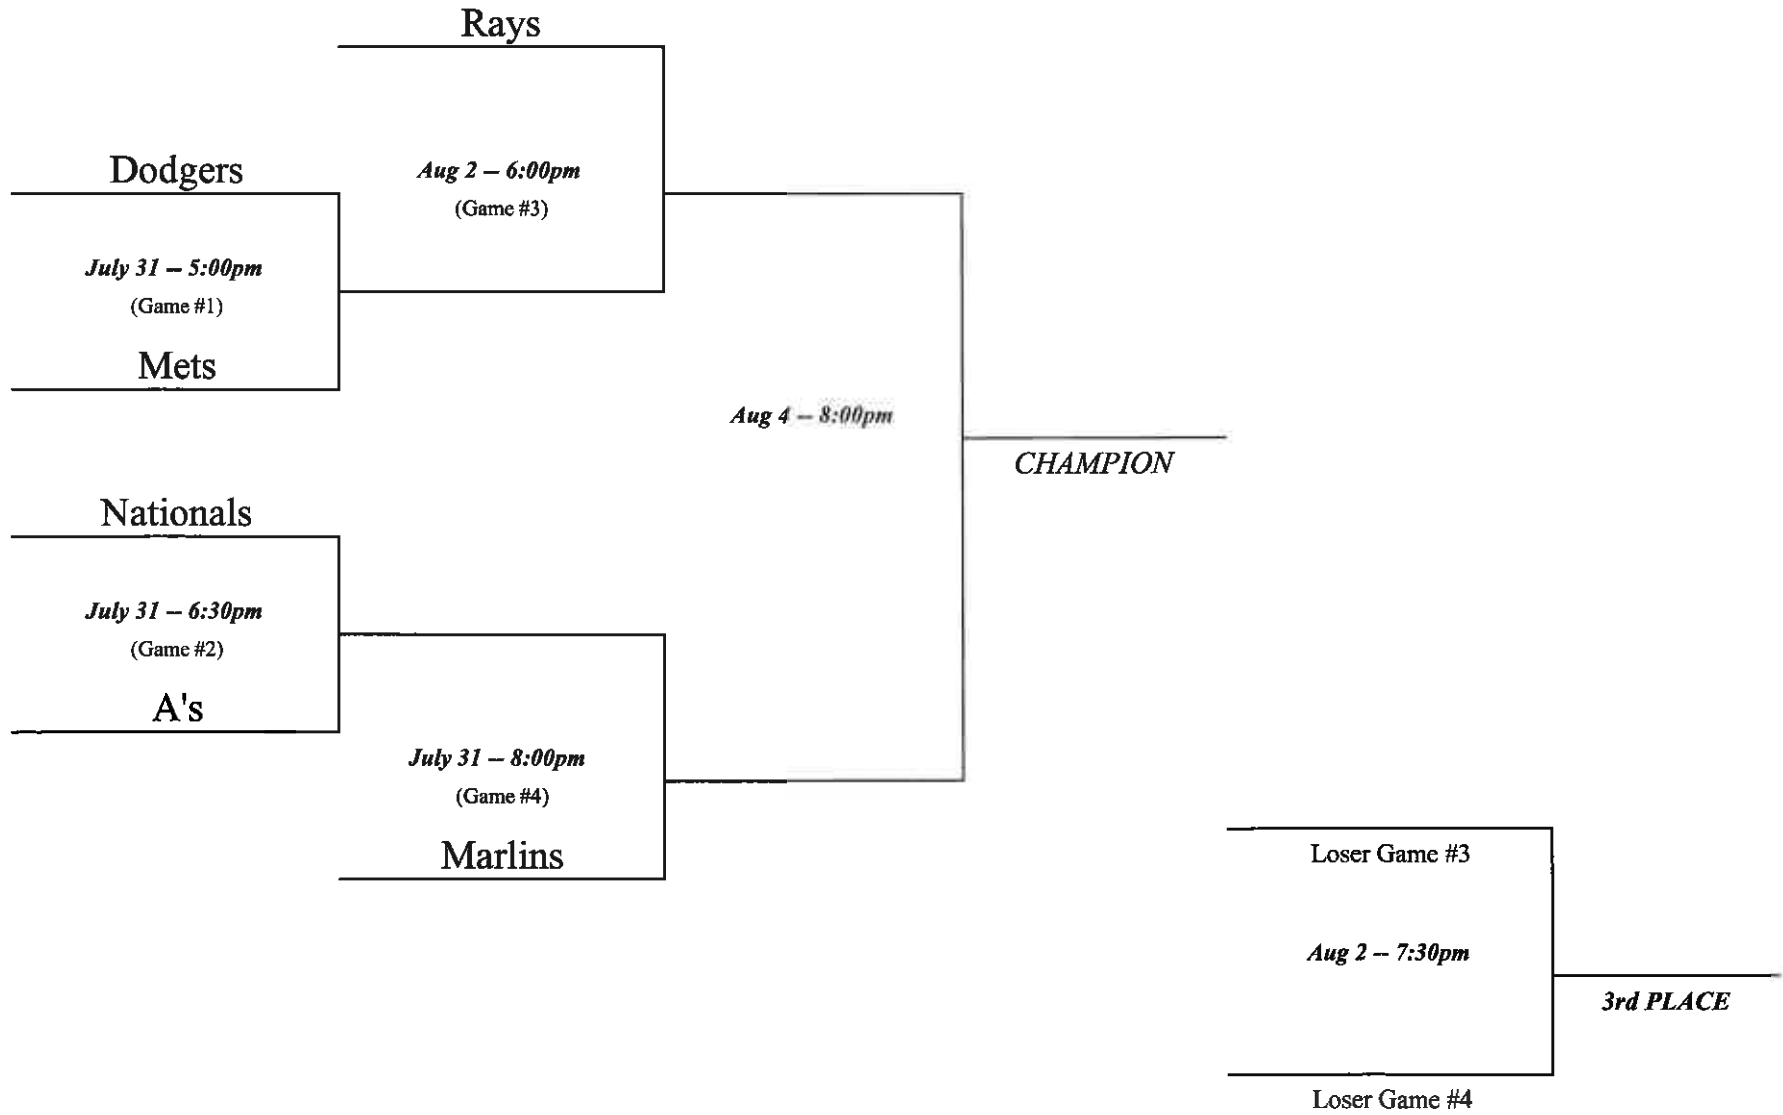 Rays
Dodgers
Aug 2 -- 6:00pm
(Game #3)
July 31 -- 5:00pm
(Game #1)
Mets
Aug 4 -- 8:00pm
CHAMPION
Nationals
July 31 -- 6:30pm
(Game #2)
A's
July 31 -- 8:00pm
(Game #4)
Marlins
Loser Game #3
Aug 2 -- 7:30pm
3rd PLACE
Loser Game #4